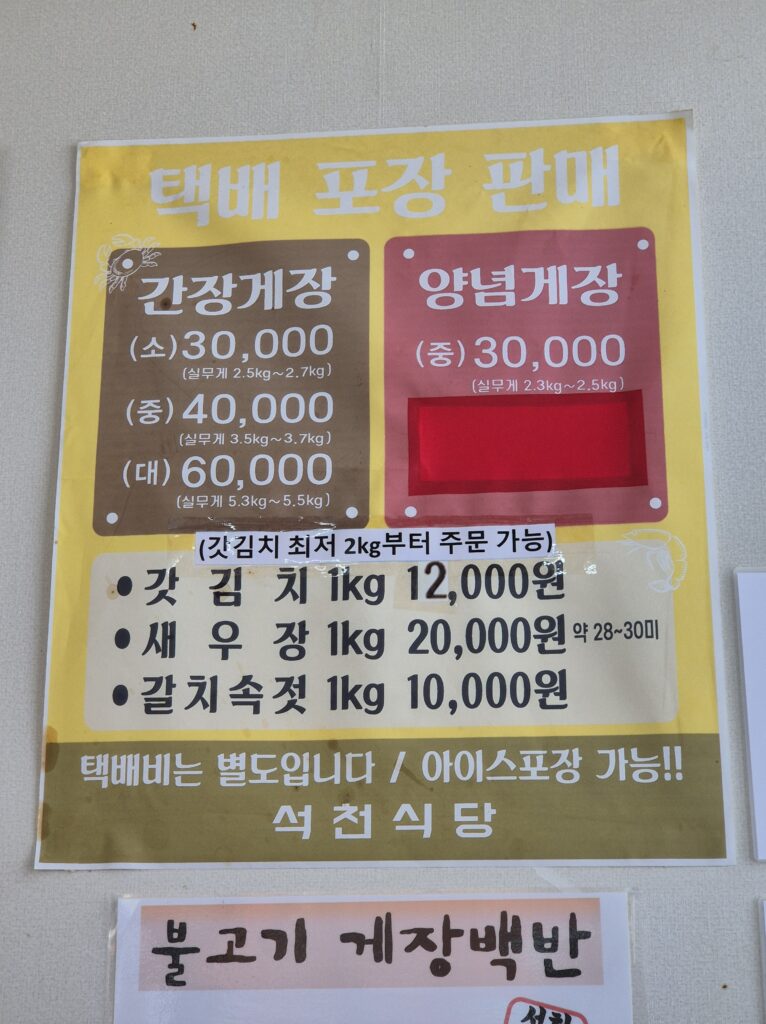 택배 포장 판매
간장게장
(소) 30,000
(실무게 2.5kg~2.7kg)
(중) 40,000
(실무게 3.5kg~3.7kg)
(대) 60,000
(실무게 5.3kg~5.5kg)
양념게장
(중) 30,000
(실무게 2.3kg~2.5kg)
(갓김치 최저 2kg부터 주문 가능)
• 갓 김 치 1kg 12,000원
• 새 우 장 1kg 20,000원 약 28~30미
• 갈치속젓 1kg 10,000원
택배비는 별도입니다 / 아이스포장 가능!!
석천식당
불고기 게장백반